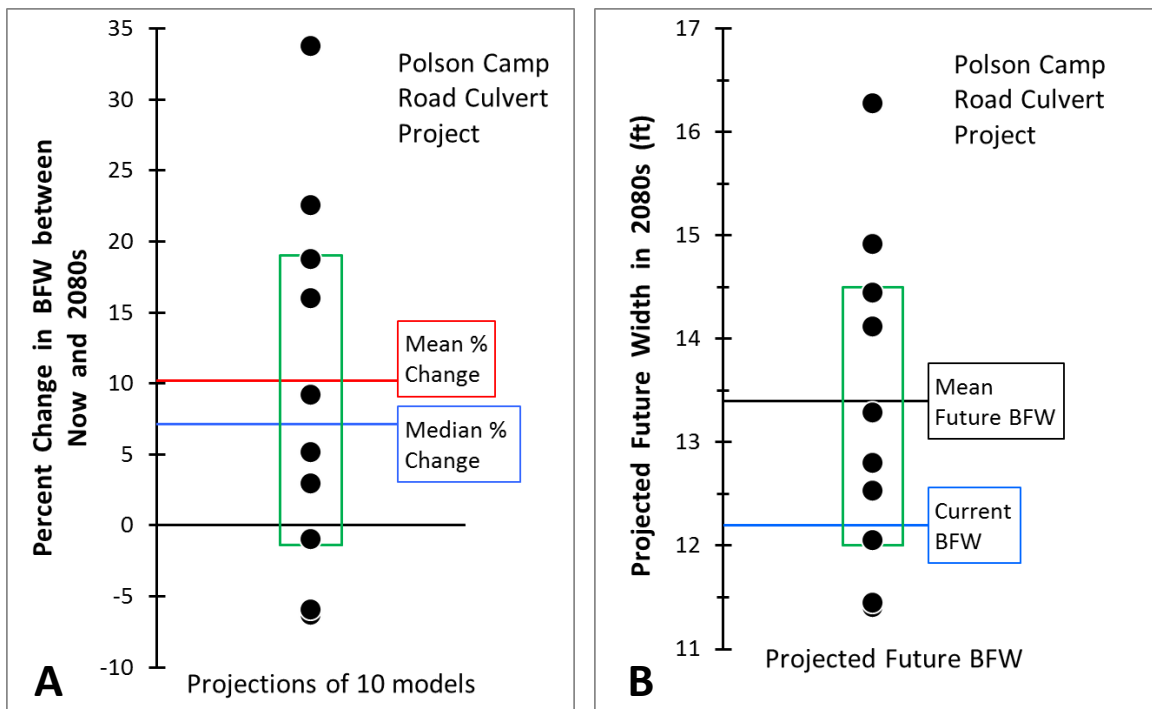 Percent Change in BFW between
Now and 2080s
35
30
25
20
15
10
5
0
-5
-10
Polson Camp
Road Culvert
Project
Mean %
Change
Median %
Change
A
Projections of 10 models
Projected Future Width in 2080s (ft)
17
16
15
14
13
12
11
Polson Camp
Road Culvert
Project
Mean
Future BFW
Current
BFW
B
Projected Future BFW